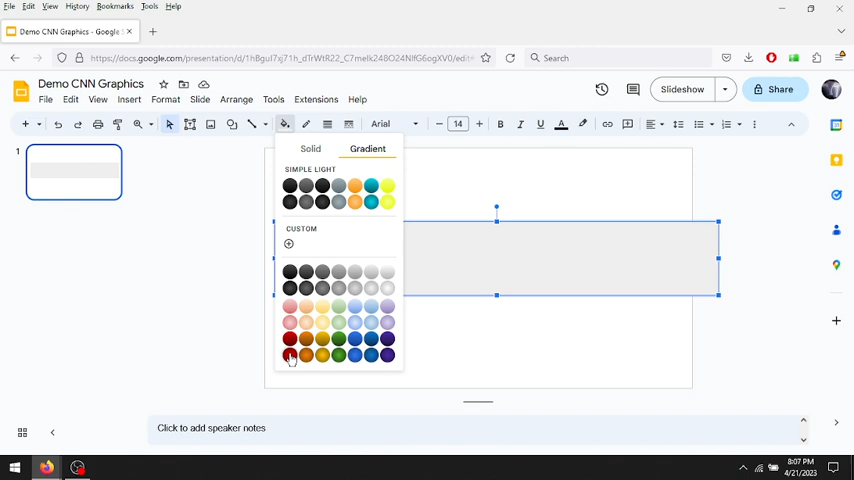 File Edit View History Bookmarks Tools Help
Demo CNN Graphics
https://docs.google.com/presentation/d/1hBguI7xj71h_dTrWtR22_C7melk248O24NlfG6ogXV0/edit#
Search
Demo CNN Graphics
File Edit View Insert Format Slide Arrange Tools Extensions Help
Slideshow
Share
Arial
14
B I U A
1
Solid
Gradient
SIMPLE LIGHT
CUSTOM
Click to add speaker notes
8:07 PM
4/21/2023